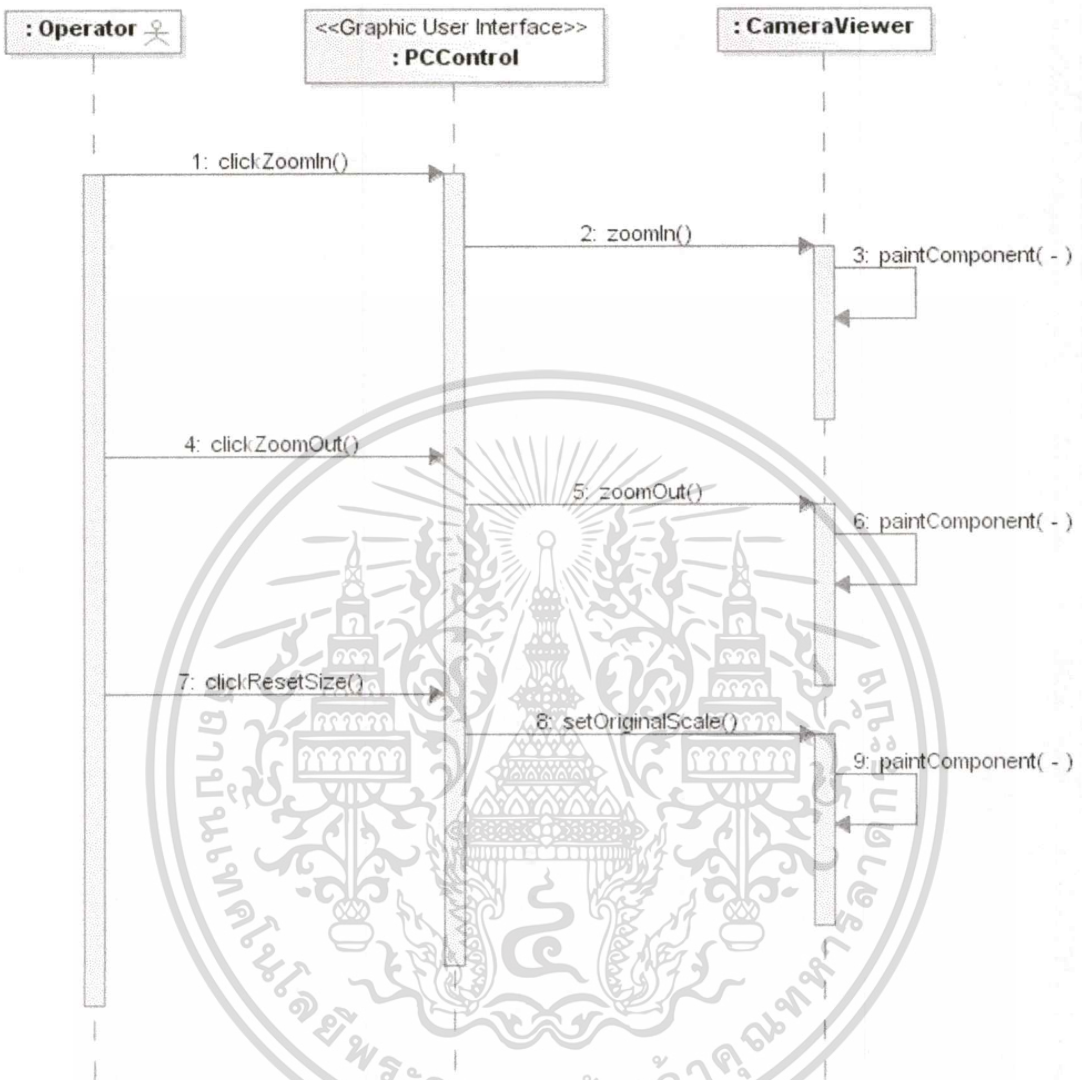 : Operator
<<Graphic User Interface>>
: PCControl
: CameraViewer
1: clickZoomIn()
2: zoomIn()
3: paintComponent( - )
4: clickZoomOut()
5: zoomOut()
6: paintComponent( - )
7: clickResetSize()
8: setOriginalScale()
9: paintComponent( - )